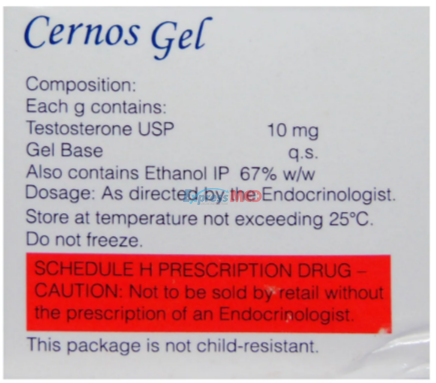 Cernos Gel
Composition:
Each g contains:
Testosterone USP 10 mg
Gel Base q.s.
Also contains Ethanol IP 67% w/w
Dosage: As directed by the Endocrinologist.
Store at temperature not exceeding 25°C.
Do not freeze.
SCHEDULE H PRESCRIPTION DRUG –
CAUTION: Not to be sold by retail without
the prescription of an Endocrinologist.
This package is not child-resistant.